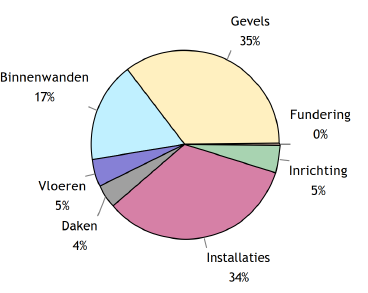 Gevels
35%
Binnenwanden
17%
Fundering
0%
Inrichting
5%
Vloeren
5%
Daken
4%
Installaties
34%